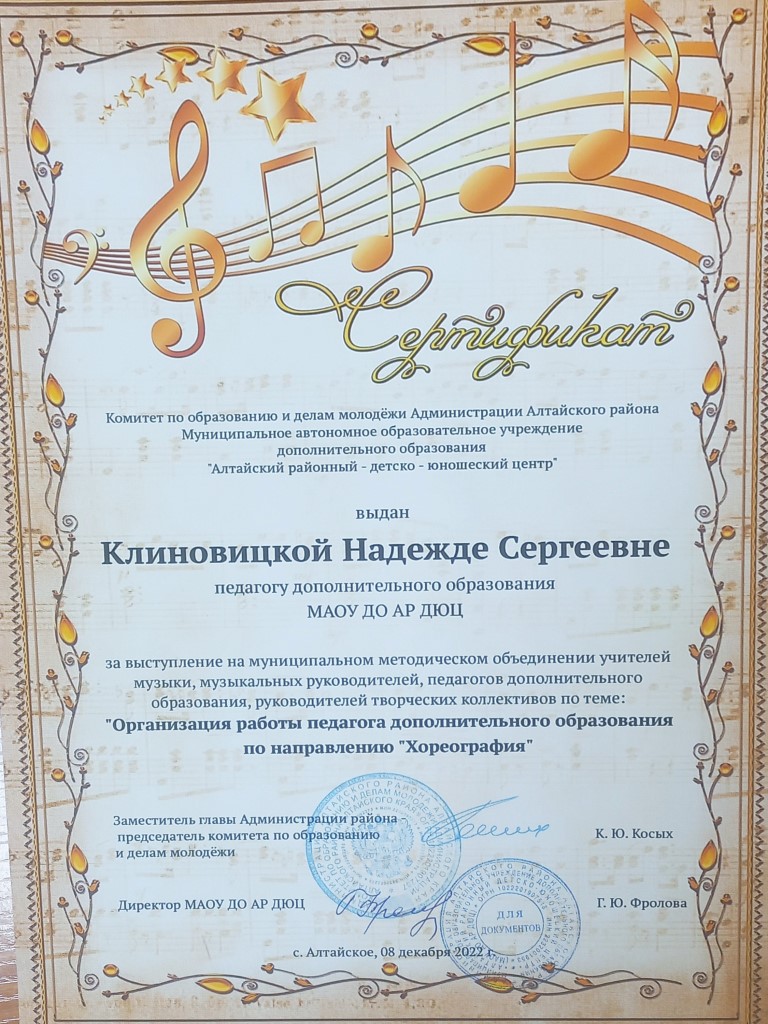 Сертификат
Комитет по образованию и делам молодёжи Администрации Алтайского района
Муниципальное автономное образовательное учреждение
дополнительного образования
"Алтайский районный - детско - юношеский центр"
выдан
Клиновицкой Надежде Сергеевне
педагогу дополнительного образования
МАОУ ДО АР ДЮЦ
за выступление на муниципальном методическом объединении учителей
музыки, музыкальных руководителей, педагогов дополнительного
образования, руководителей творческих коллективов по теме:
"Организация работы педагога дополнительного образования
по направлению "Хореография"
Заместитель главы Администрации района -
председатель комитета по образованию
и делам молодёжи
К. Ю. Косых
Директор МАОУ ДО АР ДЮЦ
Г. Ю. Фролова
ДЛЯ
ДОКУМЕНТОВ
с. Алтайское, 08 декабря 2022 г.